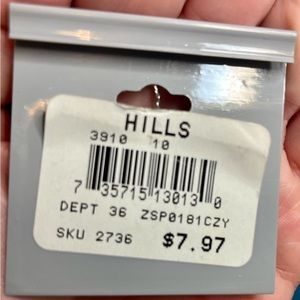 HILLS
3910 10
7 35715 13013 0
DEPT 36 ZSP0181CZY
SKU 2736 $7.97